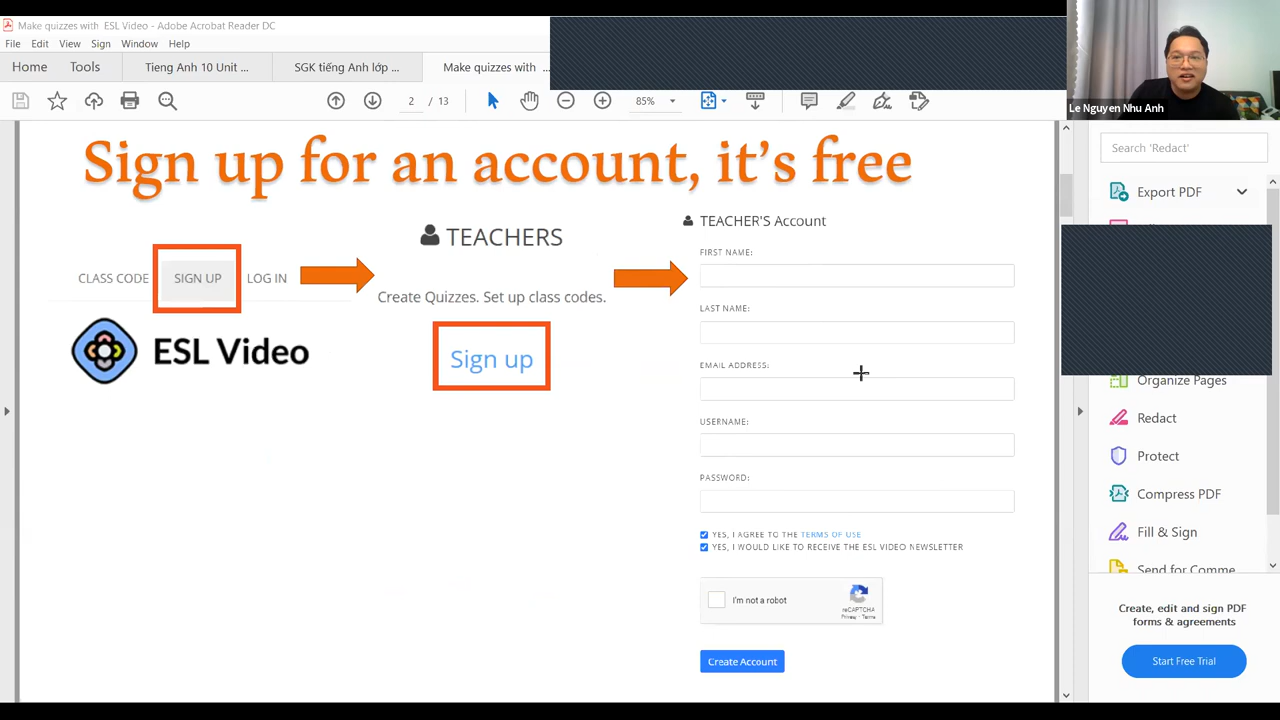 Make quizzes with ESL Video - Adobe Acrobat Reader DC
File Edit View Sign Window Help
Home Tools Tieng Anh 10 Unit ... SGK tiếng Anh lớp ... Make quizzes with ...
2 / 13 85%
Le Nguyen Nhu Anh
Sign up for an account, it's free
CLASS CODE SIGN UP LOG IN
ESL Video
TEACHERS
Create Quizzes. Set up class codes.
Sign up
TEACHER'S Account
FIRST NAME:
LAST NAME:
EMAIL ADDRESS:
USERNAME:
PASSWORD:
YES, I AGREE TO THE TERMS OF USE
YES, I WOULD LIKE TO RECEIVE THE ESL VIDEO NEWSLETTER
I'm not a robot
reCAPTCHA
Privacy - Terms
Create Account
Search 'Redact'
Export PDF
Organize Pages
Redact
Protect
Compress PDF
Fill & Sign
Send for Comme
Create, edit and sign PDF
forms & agreements
Start Free Trial